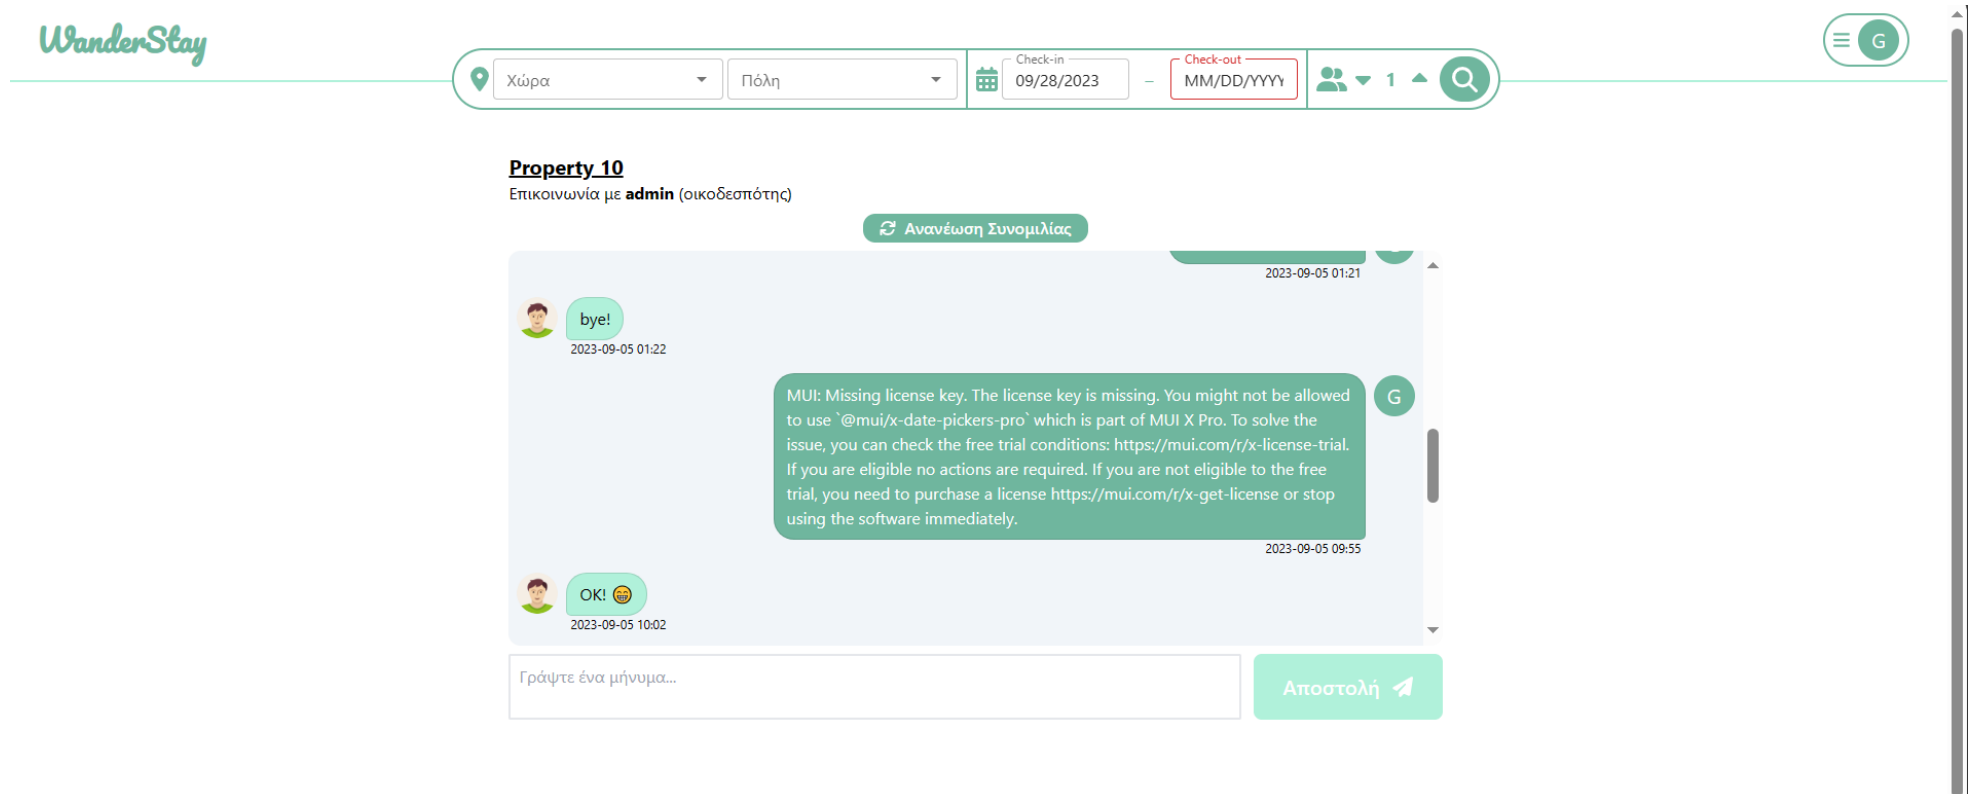 WanderStay
G
Χώρα
Πόλη
Check-in
09/28/2023
–
Check-out
MM/DD/YYYY
1
Property 10
Επικοινωνία με admin (οικοδεσπότης)
Ανανέωση Συνομιλίας
2023-09-05 01:21
bye!
2023-09-05 01:22
MUI: Missing license key. The license key is missing. You might not be allowed
to use `@mui/x-date-pickers-pro` which is part of MUI X Pro. To solve the
issue, you can check the free trial conditions: https://mui.com/r/x-license-trial.
If you are eligible no actions are required. If you are not eligible to the free
trial, you need to purchase a license https://mui.com/r/x-get-license or stop
using the software immediately.
G
2023-09-05 09:55
OK! 😁
2023-09-05 10:02
Γράψτε ένα μήνυμα...
Αποστολή